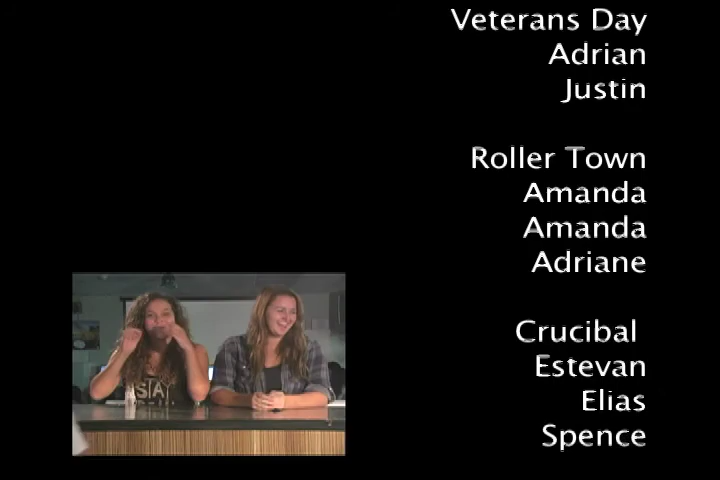 Veterans Day
Adrian
Justin
Roller Town
Amanda
Amanda
Adriane
Crucibal
Estevan
Elias
Spence